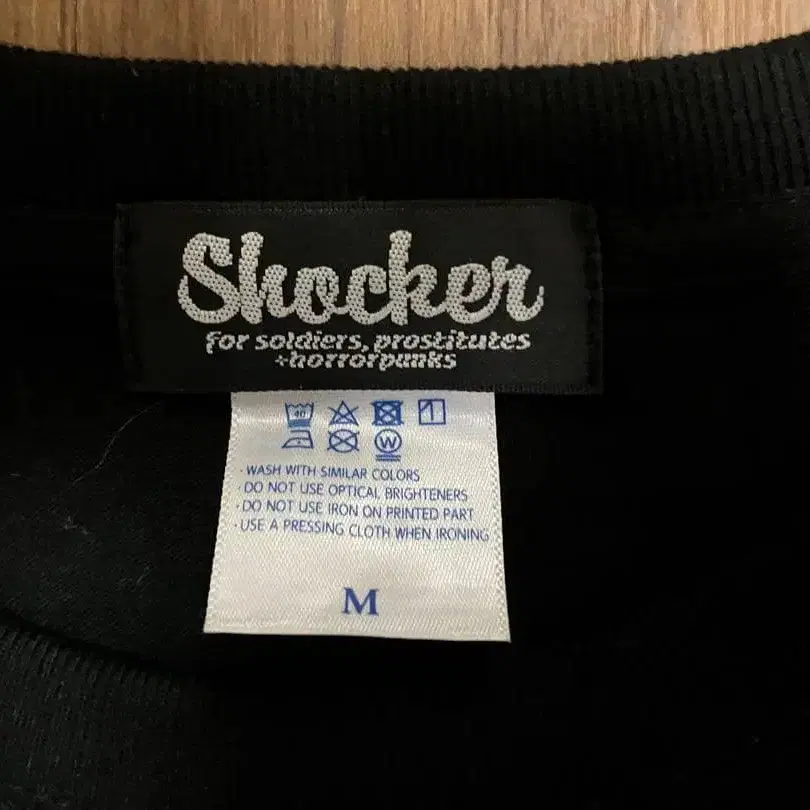 Shocker
for soldiers, prostitutes
+horrorpunks
40
W
· WASH WITH SIMILAR COLORS
· DO NOT USE OPTICAL BRIGHTENERS
· DO NOT USE IRON ON PRINTED PART
· USE A PRESSING CLOTH WHEN IRONING
M